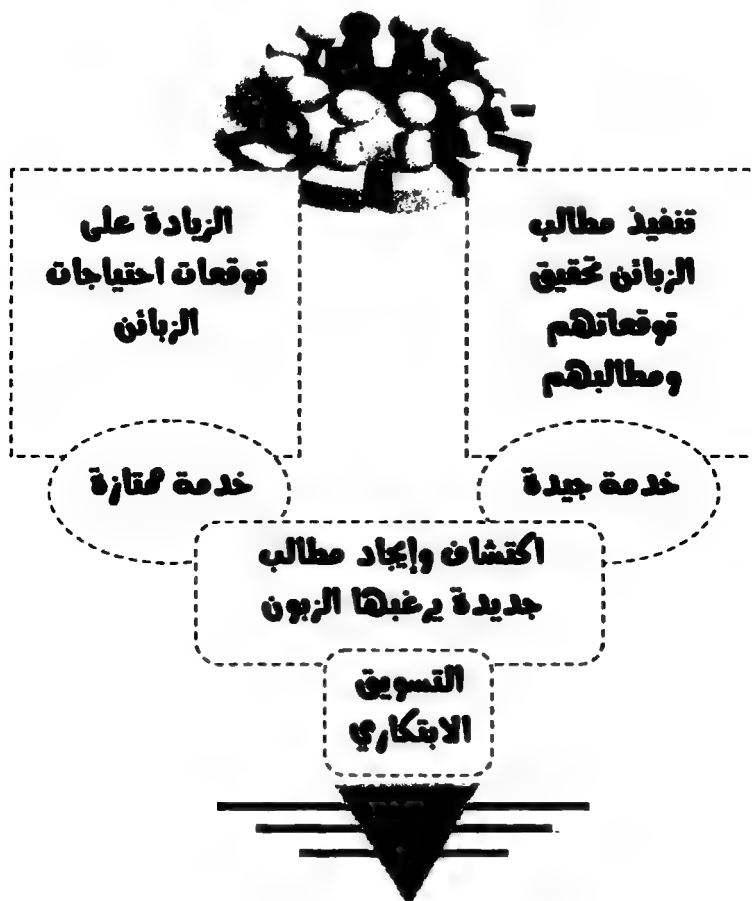 تنفيذ مطالب
الزبائن تحقيق
توقعاتهم
ومطالبهم
الزيادة على
توقعات احتياجات
الزبائن
خدمة جيدة
خدمة ممتازة
اكتشاف وإيجاد مطالب
جديدة يرغبها الزبون
التسويق
الابتكاري